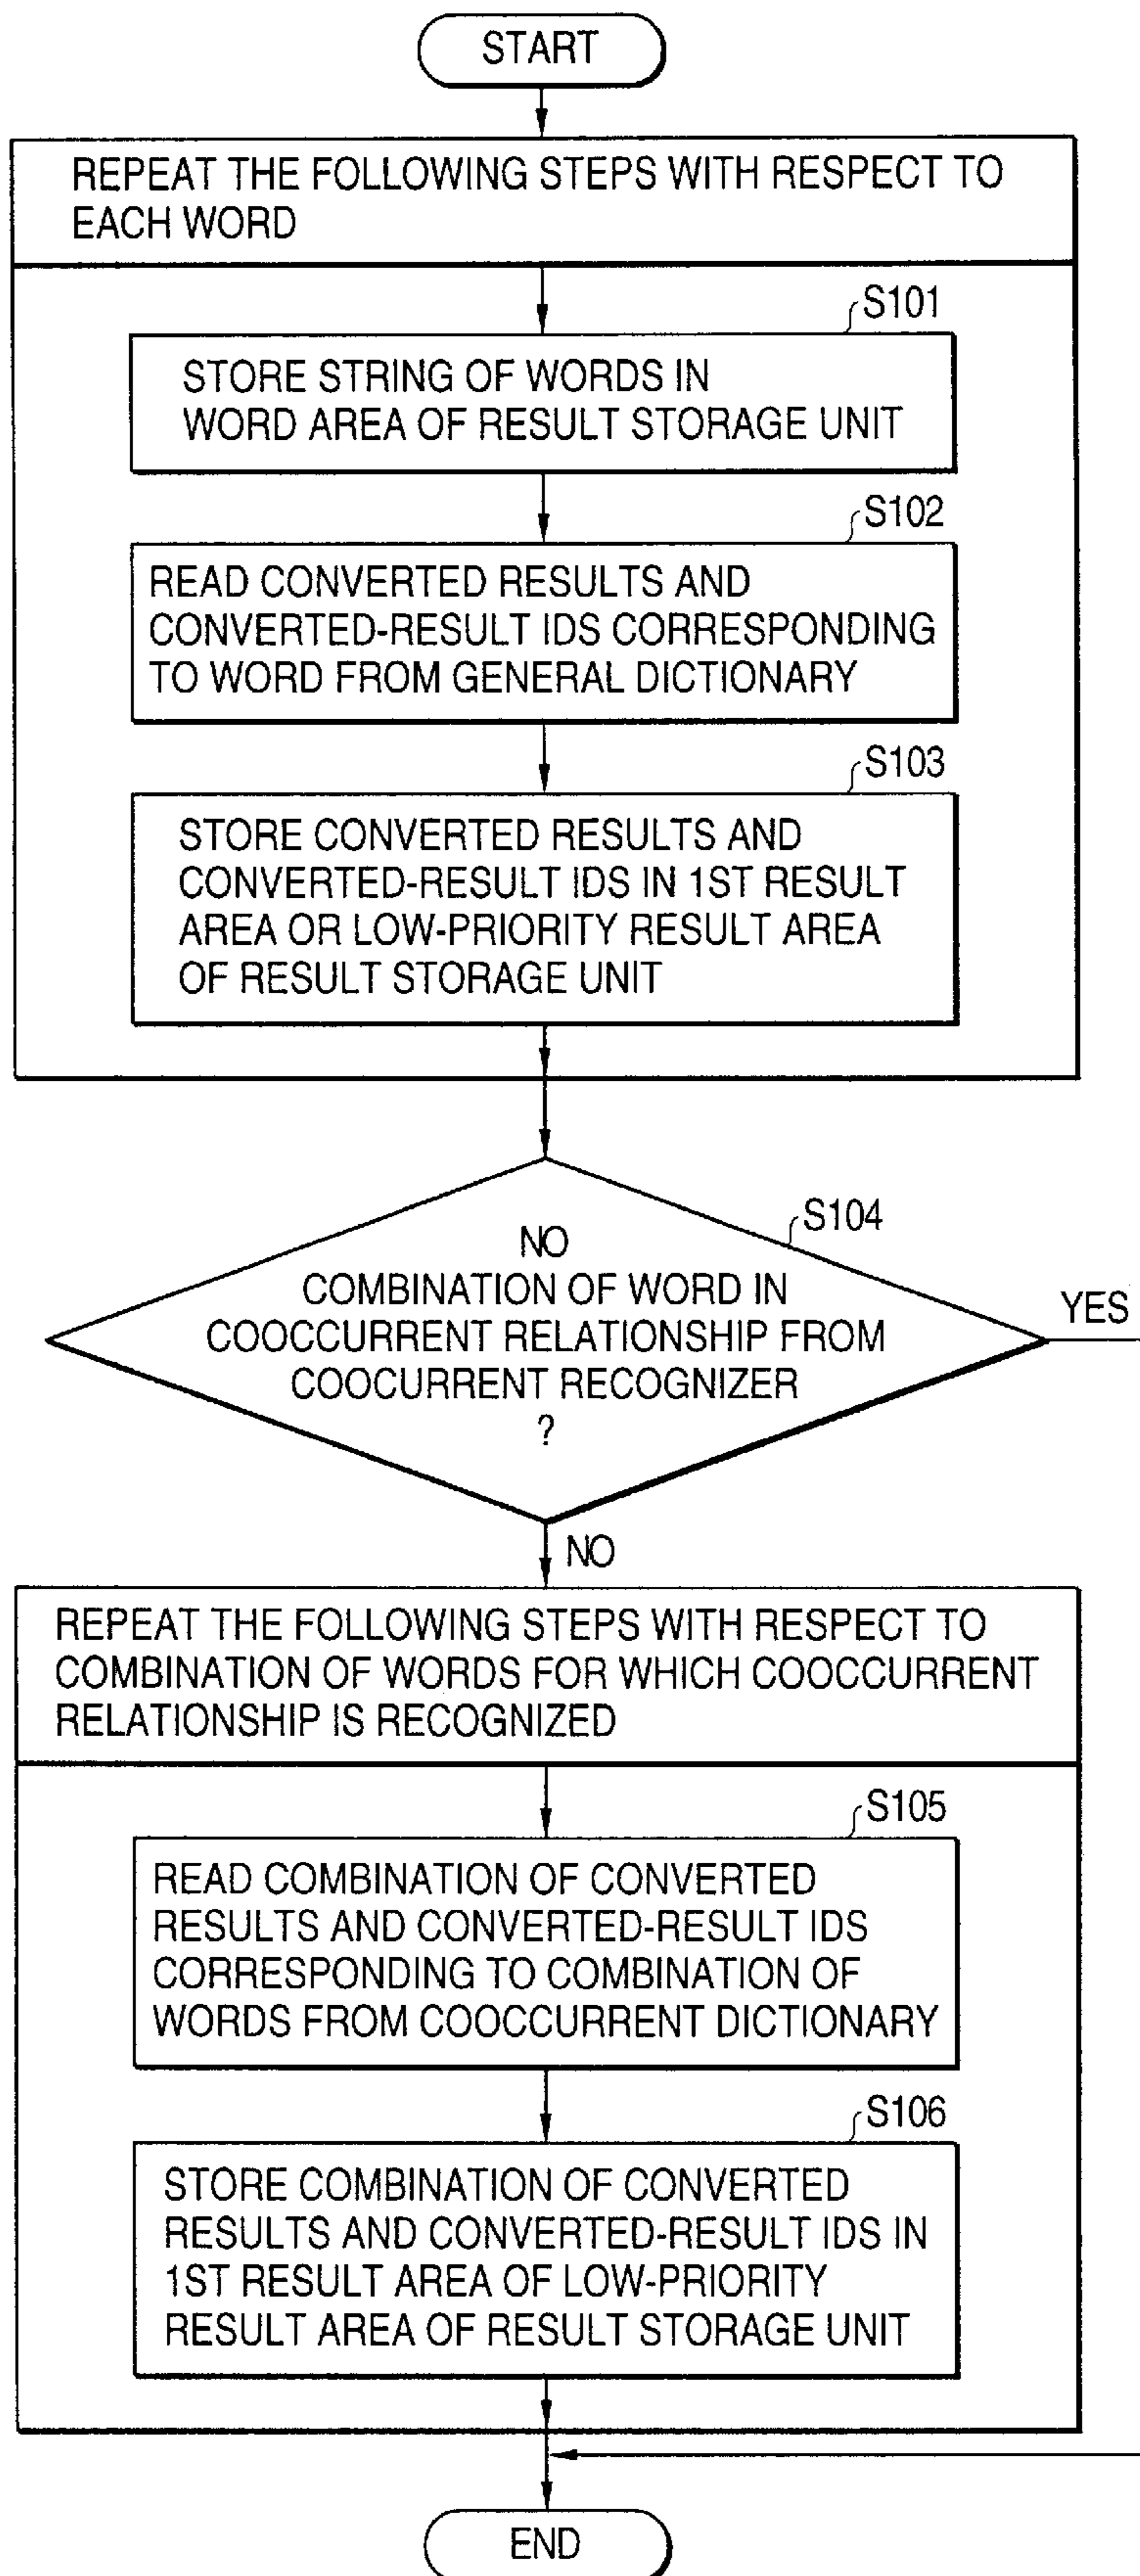 START
REPEAT THE FOLLOWING STEPS WITH RESPECT TO
EACH WORD
S101
STORE STRING OF WORDS IN
WORD AREA OF RESULT STORAGE UNIT
S102
READ CONVERTED RESULTS AND
CONVERTED-RESULT IDS CORRESPONDING
TO WORD FROM GENERAL DICTIONARY
S103
STORE CONVERTED RESULTS AND
CONVERTED-RESULT IDS IN 1ST RESULT
AREA OR LOW-PRIORITY RESULT AREA
OF RESULT STORAGE UNIT
S104
NO
COMBINATION OF WORD IN
COOCCURRENT RELATIONSHIP FROM
COOCURRENT RECOGNIZER
?
YES
NO
REPEAT THE FOLLOWING STEPS WITH RESPECT TO
COMBINATION OF WORDS FOR WHICH COOCCURRENT
RELATIONSHIP IS RECOGNIZED
S105
READ COMBINATION OF CONVERTED
RESULTS AND CONVERTED-RESULT IDS
CORRESPONDING TO COMBINATION OF
WORDS FROM COOCCURRENT DICTIONARY
S106
STORE COMBINATION OF CONVERTED
RESULTS AND CONVERTED-RESULT IDS IN
1ST RESULT AREA OF LOW-PRIORITY
RESULT AREA OF RESULT STORAGE UNIT
END